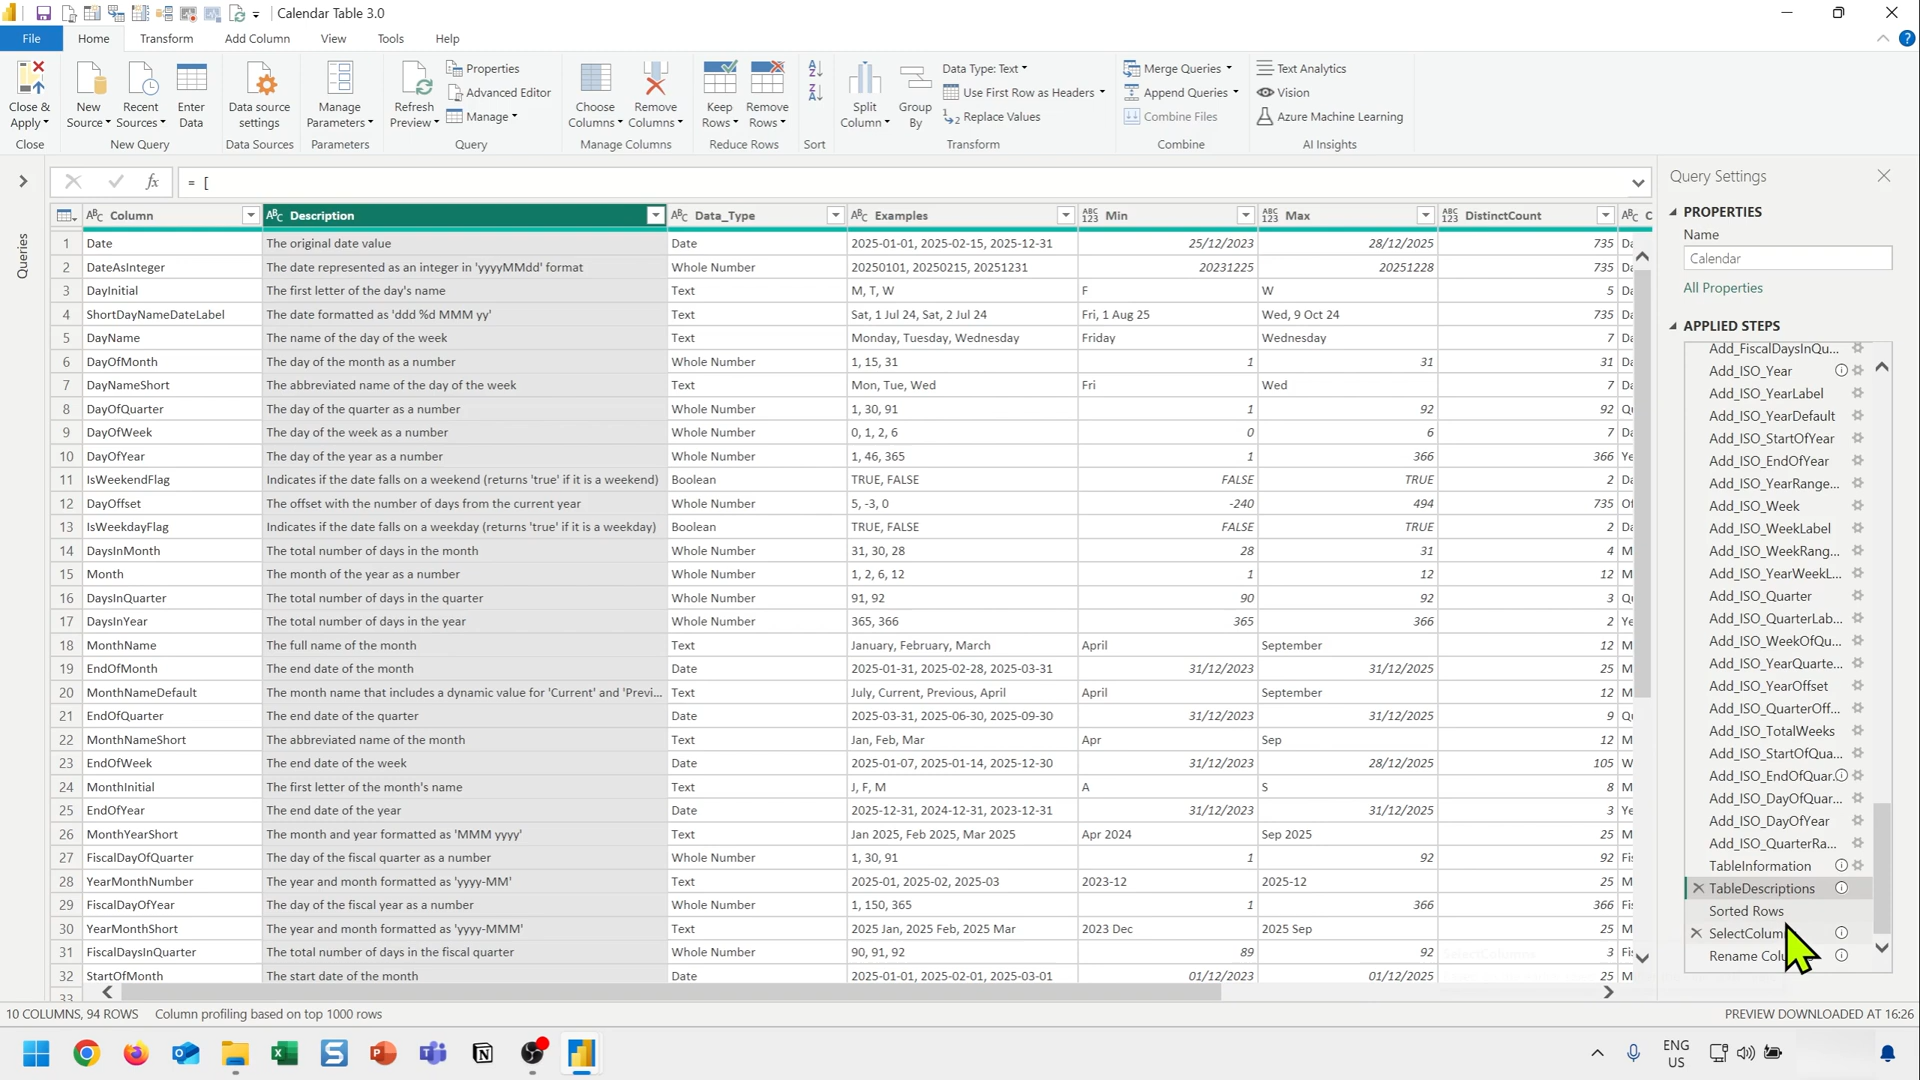 Calendar Table 3.0
File Home Transform Add Column View Tools Help
Close & Apply
New Source
Recent Sources
Enter Data
Data source settings
Manage Parameters
Refresh Preview
Properties
Advanced Editor
Manage
Choose Columns
Remove Columns
Keep Rows
Remove Rows
Split Column
Group By
Data Type: Text
Use First Row as Headers
Replace Values
Merge Queries
Append Queries
Combine Files
Text Analytics
Vision
Azure Machine Learning
Close New Query Data Sources Parameters Query Manage Columns Reduce Rows Sort Transform Combine AI Insights
= [
Queries
Column Description Data_Type Examples Min Max DistinctCount
1 Date The original date value Date 2025-01-01, 2025-02-15, 2025-12-31 25/12/2023 28/12/2025 735
2 DateAsInteger The date represented as an integer in 'yyyyMMdd' format Whole Number 20250101, 20250215, 20251231 20231225 20251228 735
3 DayInitial The first letter of the day's name Text M, T, W F W 5
4 ShortDayNameDateLabel The date formatted as 'ddd %d MMM yy' Text Sat, 1 Jul 24, Sat, 2 Jul 24 Fri, 1 Aug 25 Wed, 9 Oct 24 735
5 DayName The name of the day of the week Text Monday, Tuesday, Wednesday Friday Wednesday 7
6 DayOfMonth The day of the month as a number Whole Number 1, 15, 31 1 31 31
7 DayNameShort The abbreviated name of the day of the week Text Mon, Tue, Wed Fri Wed 7
8 DayOfQuarter The day of the quarter as a number Whole Number 1, 30, 91 1 92 92
9 DayOfWeek The day of the week as a number Whole Number 0, 1, 2, 6 0 6 7
10 DayOfYear The day of the year as a number Whole Number 1, 46, 365 1 366 366
11 IsWeekendFlag Indicates if the date falls on a weekend (returns 'true' if it is a weekend) Boolean TRUE, FALSE FALSE TRUE 2
12 DayOffset The offset with the number of days from the current year Whole Number 5, -3, 0 -240 494 735
13 IsWeekdayFlag Indicates if the date falls on a weekday (returns 'true' if it is a weekday) Boolean TRUE, FALSE FALSE TRUE 2
14 DaysInMonth The total number of days in the month Whole Number 31, 30, 28 28 31 4
15 Month The month of the year as a number Whole Number 1, 2, 6, 12 1 12 12
16 DaysInQuarter The total number of days in the quarter Whole Number 91, 92 90 92 3
17 DaysInYear The total number of days in the year Whole Number 365, 366 365 366 2
18 MonthName The full name of the month Text January, February, March April September 12
19 EndOfMonth The end date of the month Date 2025-01-31, 2025-02-28, 2025-03-31 31/12/2023 31/12/2025 25
20 MonthNameDefault The month name that includes a dynamic value for 'Current' and 'Previ... Text July, Current, Previous, April April September 12
21 EndOfQuarter The end date of the quarter Date 2025-03-31, 2025-06-30, 2025-09-30 31/12/2023 31/12/2025 9
22 MonthNameShort The abbreviated name of the month Text Jan, Feb, Mar Apr Sep 12
23 EndOfWeek The end date of the week Date 2025-01-07, 2025-01-14, 2025-12-30 31/12/2023 28/12/2025 105
24 MonthInitial The first letter of the month's name Text J, F, M A S 8
25 EndOfYear The end date of the year Date 2025-12-31, 2024-12-31, 2023-12-31 31/12/2023 31/12/2025 3
26 MonthYearShort The month and year formatted as 'MMM yyyy' Text Jan 2025, Feb 2025, Mar 2025 Apr 2024 Sep 2025 25
27 FiscalDayOfQuarter The day of the fiscal quarter as a number Whole Number 1, 30, 91 1 92 92
28 YearMonthNumber The year and month formatted as 'yyyy-MM' Text 2025-01, 2025-02, 2025-03 2023-12 2025-12 25
29 FiscalDayOfYear The day of the fiscal year as a number Whole Number 1, 150, 365 1 366 366
30 YearMonthShort The year and month formatted as 'yyyy-MMM' Text 2025 Jan, 2025 Feb, 2025 Mar 2023 Dec 2025 Sep 25
31 FiscalDaysInQuarter The total number of days in the fiscal quarter Whole Number 90, 91, 92 89 92 3
32 StartOfMonth The start date of the month Date 2025-01-01, 2025-02-01, 2025-03-01 01/12/2023 01/12/2025 25
33
Query Settings
PROPERTIES
Name
Calendar
All Properties
APPLIED STEPS
Add_FiscalDaysInQu...
Add_ISO_Year
Add_ISO_YearLabel
Add_ISO_YearDefault
Add_ISO_StartOfYear
Add_ISO_EndOfYear
Add_ISO_YearRange...
Add_ISO_Week
Add_ISO_WeekLabel
Add_ISO_WeekRang...
Add_ISO_YearWeekL...
Add_ISO_Quarter
Add_ISO_QuarterLab...
Add_ISO_WeekOfQu...
Add_ISO_YearQuarte...
Add_ISO_YearOffset
Add_ISO_QuarterOff...
Add_ISO_TotalWeeks
Add_ISO_StartOfQua...
Add_ISO_EndOfQuar...
Add_ISO_DayOfQuar...
Add_ISO_DayOfYear
Add_ISO_QuarterRa...
TableInformation
TableDescriptions
Sorted Rows
SelectColum
Rename Colu
10 COLUMNS, 94 ROWS Column profiling based on top 1000 rows PREVIEW DOWNLOADED AT 16:26
ENG
US